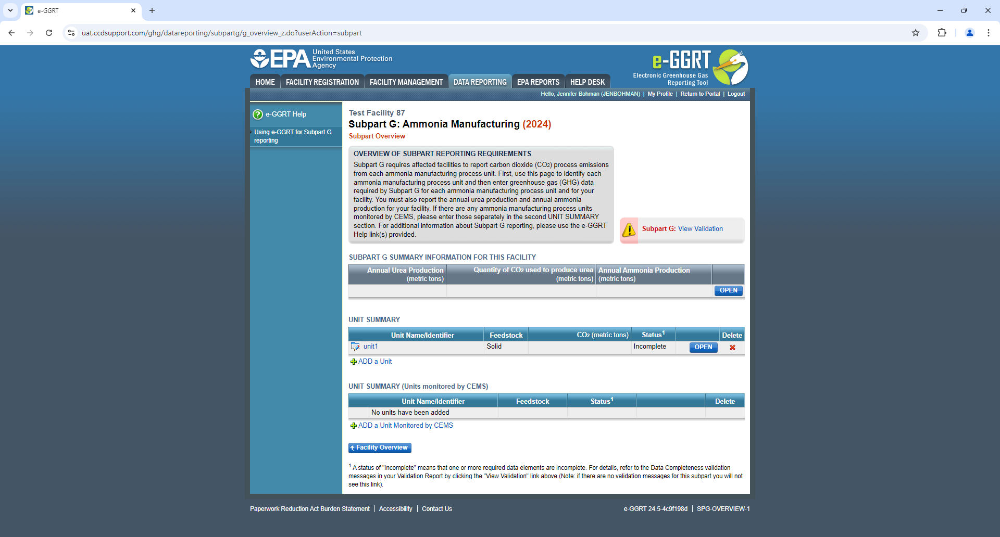 e-GGRT
uat.ccdsupport.com/ghg/datareporting/subpartg/g_overview_z.do?userAction=subpart
EPA United States
Environmental Protection
Agency
e-GGRT
Electronic Greenhouse Gas
Reporting Tool
HOME FACILITY REGISTRATION FACILITY MANAGEMENT DATA REPORTING EPA REPORTS HELP DESK
Hello, Jennifer Bohman (JENBOHMAN) | My Profile | Return to Portal | Logout
e-GGRT Help
Using e-GGRT for Subpart G
reporting
Test Facility 87
Subpart G: Ammonia Manufacturing (2024)
Subpart Overview
OVERVIEW OF SUBPART REPORTING REQUIREMENTS
Subpart G requires affected facilities to report carbon dioxide (CO2) process emissions
from each ammonia manufacturing process unit. First, use this page to identify each
ammonia manufacturing process unit and then enter greenhouse gas (GHG) data
required by Subpart G for each ammonia manufacturing process unit and for your
facility. You must also report the annual urea production and annual ammonia
production for your facility. If there are any ammonia manufacturing process units
monitored by CEMS, please enter those separately in the second UNIT SUMMARY
section. For additional information about Subpart G reporting, please use the e-GGRT
Help link(s) provided.
Subpart G: View Validation
SUBPART G SUMMARY INFORMATION FOR THIS FACILITY
Annual Urea Production Quantity of CO2 used to produce urea Annual Ammonia Production
(metric tons) (metric tons) (metric tons)
OPEN
UNIT SUMMARY
Unit Name/Identifier Feedstock CO2 (metric tons) Status1 Delete
unit1 Solid Incomplete OPEN
ADD a Unit
UNIT SUMMARY (Units monitored by CEMS)
Unit Name/Identifier Feedstock Status1 Delete
No units have been added
ADD a Unit Monitored by CEMS
Facility Overview
1 A status of "Incomplete" means that one or more required data elements are incomplete. For details, refer to the Data Completeness validation
messages in your Validation Report by clicking the "View Validation" link above (Note: if there are no validation messages for this subpart you will not
see this link).
Paperwork Reduction Act Burden Statement | Accessibility | Contact Us
e-GGRT 24.5-4c9f198d | SPG-OVERVIEW-1